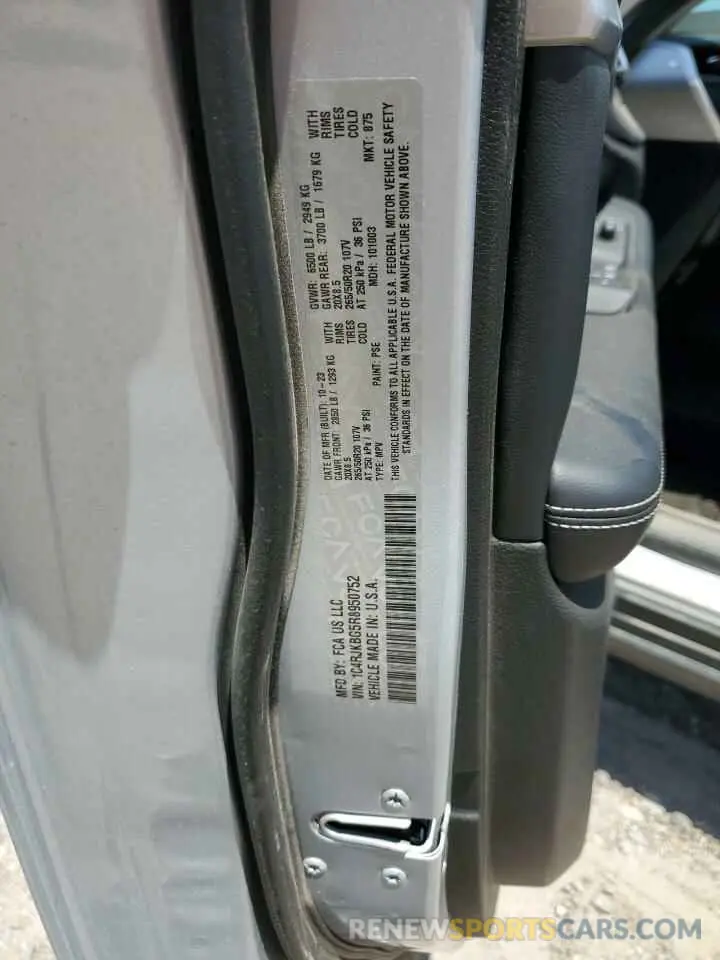 MFD BY: FCA US LLC
VIN: 1C4RJKBG5R8950752
VEHICLE MADE IN: U.S.A.
DATE OF MFR (BUILT): 10-23
GAWR FRONT: 2850 LB / 1293 KG WITH
20X8.5 RIMS
265/50R20 107V TIRES
AT 250 kPa / 36 PSI COLD
TYPE: MPV PAINT: PSE
GVWR: 6500 LB / 2949 KG
GAWR REAR: 3700 LB / 1679 KG WITH
20X8.5 RIMS
265/50R20 107V TIRES
AT 250 kPa / 36 PSI COLD
MDH: 101003 MKT: 875
THIS VEHICLE CONFORMS TO ALL APPLICABLE U.S.A. FEDERAL MOTOR VEHICLE SAFETY
STANDARDS IN EFFECT ON THE DATE OF MANUFACTURE SHOWN ABOVE.
RENEWSPORTSCARS.COM